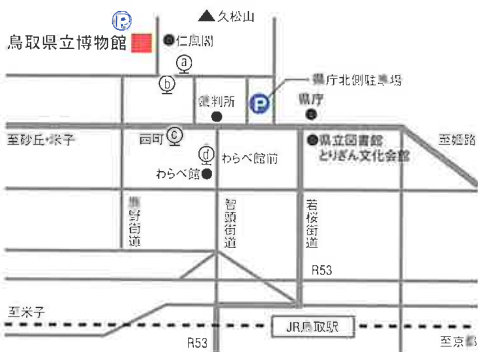 P
久松山
鳥取県立博物館
仁風閣
a
b
県庁北側駐車場
裁判所
P
県庁
至砂丘・米子
西町
c
県立図書館
とりぎん文化会館
至姫路
d
わらべ館前
わらべ館
鹿野街道
智頭街道
若桜街道
R53
至米子
JR鳥取駅
R53
至京都